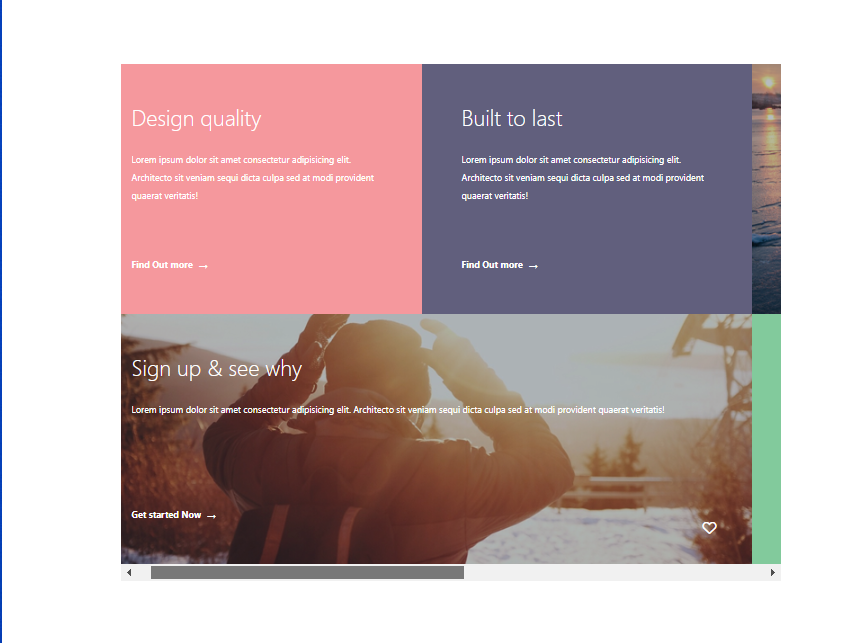 Design quality
Lorem ipsum dolor sit amet consectetur adipisicing elit.
Architecto sit veniam sequi dicta culpa sed at modi provident
quaerat veritatis!
Find Out more →
Built to last
Lorem ipsum dolor sit amet consectetur adipisicing elit.
Architecto sit veniam sequi dicta culpa sed at modi provident
quaerat veritatis!
Find Out more →
Sign up & see why
Lorem ipsum dolor sit amet consectetur adipisicing elit. Architecto sit veniam sequi dicta culpa sed at modi provident quaerat veritatis!
Get started Now →